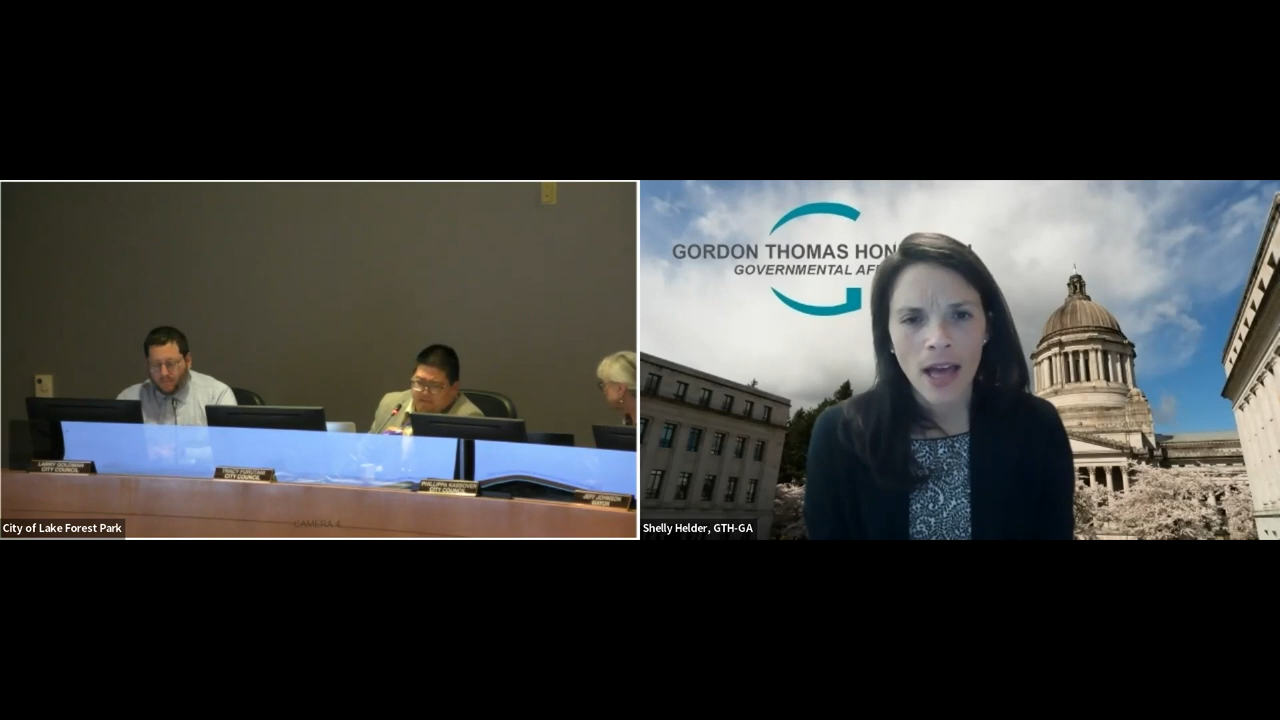 GORDON THOMAS HON
GOVERNMENTAL AF
LARRY GOLDMAN
CITY COUNCIL
TRACY FURUTANI
CITY COUNCIL
PHILLIPPA KASSOVER
CITY COUNCIL
JEFF JOHNSON
MAYOR
CAMERA 4
City of Lake Forest Park
Shelly Helder, GTH-GA